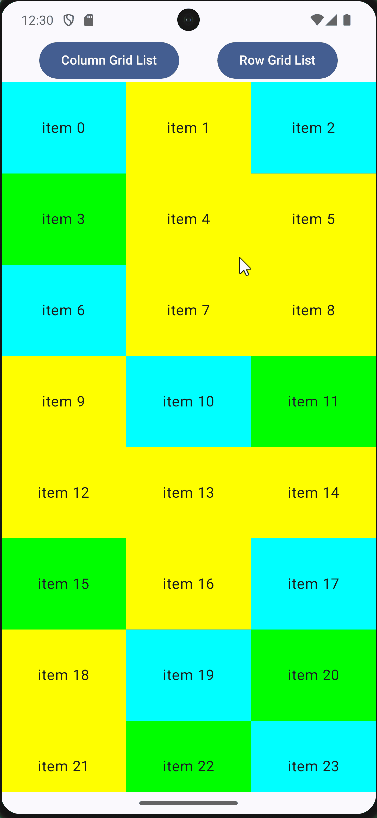 12:30
Column Grid List Row Grid List
item 0 item 1 item 2
item 3 item 4 item 5
item 6 item 7 item 8
item 9 item 10 item 11
item 12 item 13 item 14
item 15 item 16 item 17
item 18 item 19 item 20
item 21 item 22 item 23